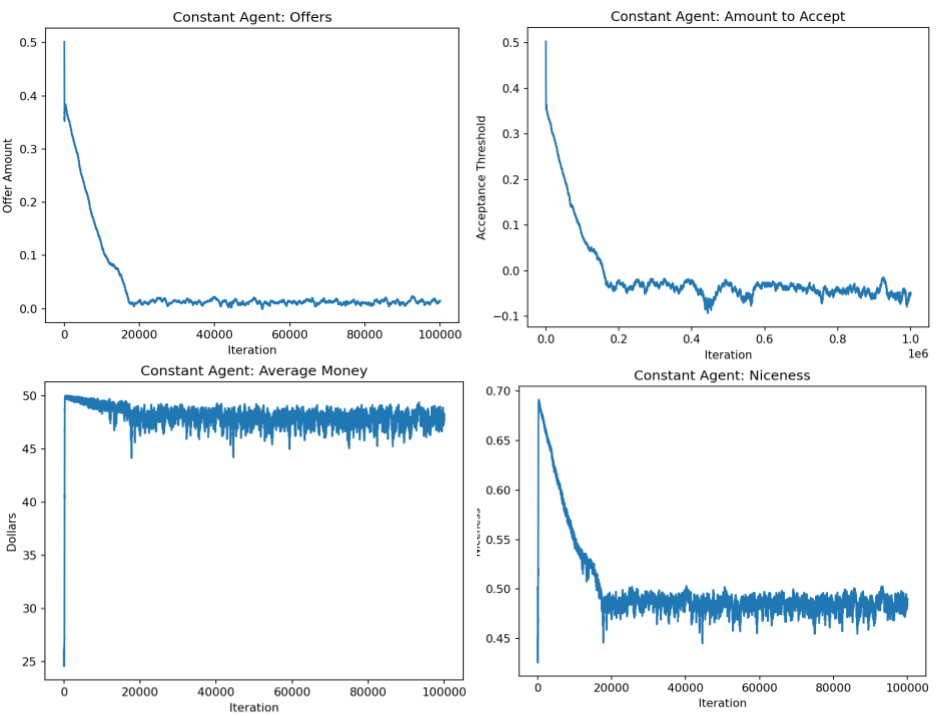 Constant Agent: Offers
Offer Amount
0.5
0.4
0.3
0.2
0.1
0.0
0 20000 40000 60000 80000 100000
Iteration
Constant Agent: Amount to Accept
Acceptance Threshold
0.5
0.4
0.3
0.2
0.1
0.0
−0.1
0.0 0.2 0.4 0.6 0.8 1.0
1e6
Iteration
Constant Agent: Average Money
Dollars
50
45
40
35
30
25
0 20000 40000 60000 80000 100000
Iteration
Constant Agent: Niceness
0.70
0.65
0.60
0.55
0.50
0.45
0 20000 40000 60000 80000 100000
Iteration